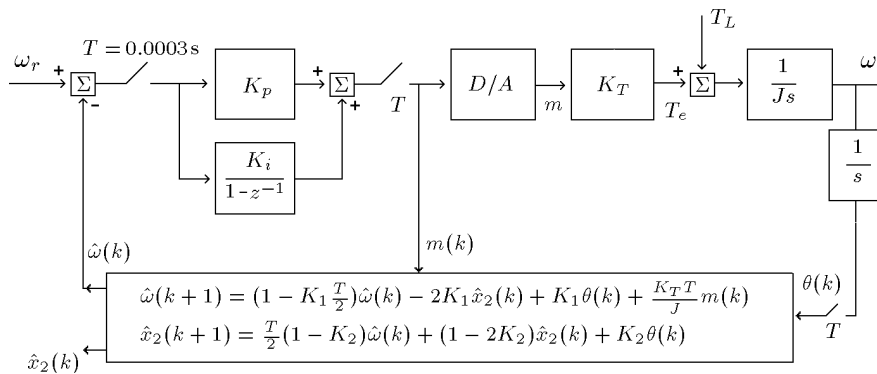 ω_r
+
Σ
-
T = 0.0003 s
K_p
K_i / 1 - z^{-1}
+
Σ
+
T
D/A
m
K_T
T_e
+
Σ
T_L
1 / Js
ω
1 / s
θ(k)
T
m(k)
ω̂(k)
ω̂(k + 1) = (1 − K_1 T/2)ω̂(k) − 2K_1 x̂_2(k) + K_1 θ(k) + K_T T/J m(k)
x̂_2(k + 1) = T/2 (1 − K_2)ω̂(k) + (1 − 2K_2)x̂_2(k) + K_2 θ(k)
x̂_2(k)